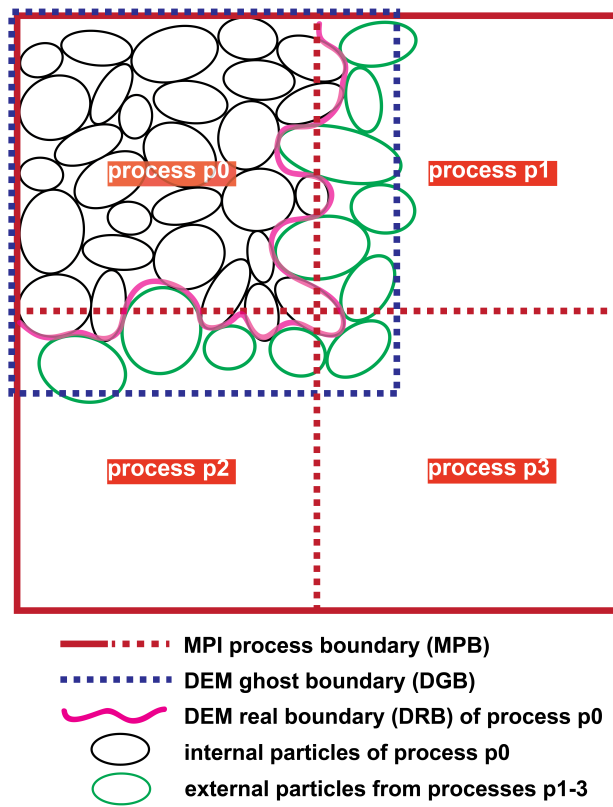 process p0
process p1
process p2
process p3
MPI process boundary (MPB)
DEM ghost boundary (DGB)
DEM real boundary (DRB) of process p0
internal particles of process p0
external particles from processes p1-3